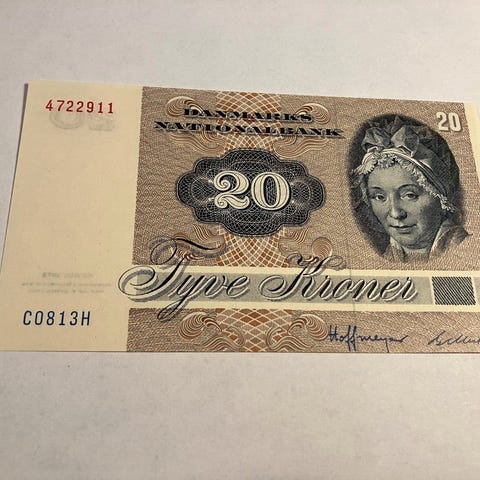 4722911
DANMARKS
NATIONALBANK
20
20
Tyve Kroner
C0813H
Hoffmeyer